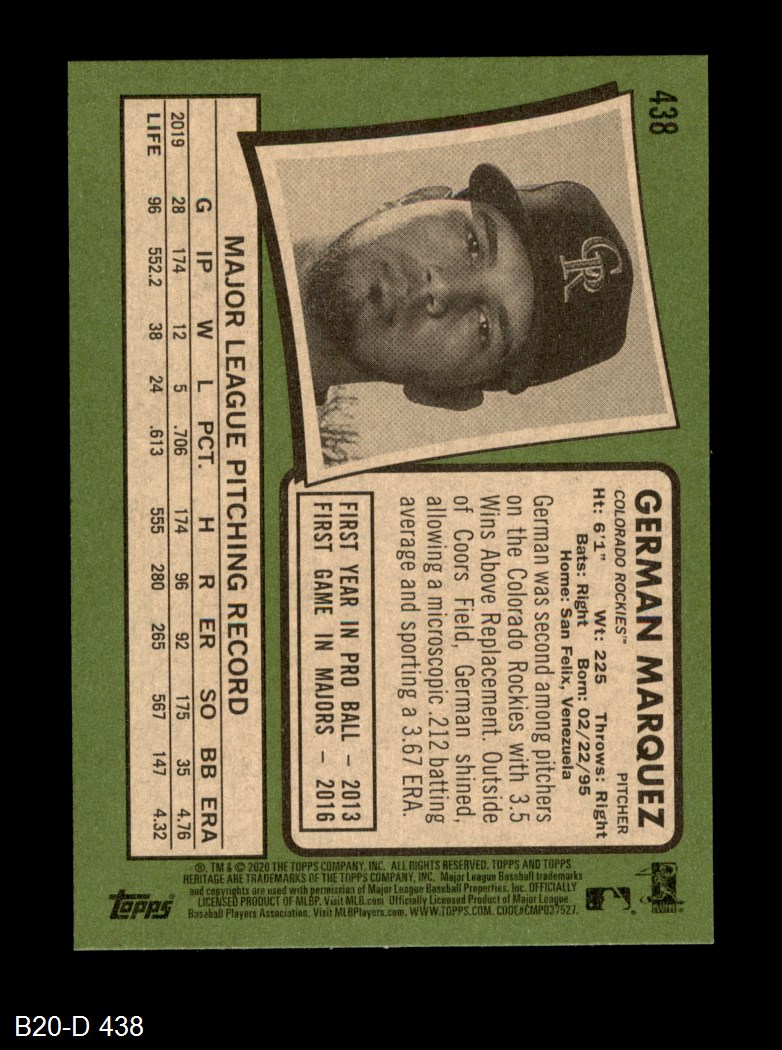 438
GERMAN MARQUEZ
COLORADO ROCKIES™ PITCHER
Ht: 6'1" Wt: 225 Throws: Right
Bats: Right Born: 02/22/95
Home: San Felix, Venezuela
German was second among pitchers
on the Colorado Rockies with 3.5
Wins Above Replacement. Outside
of Coors Field, German shined,
allowing a microscopic .212 batting
average and sporting a 3.67 ERA.
FIRST YEAR IN PRO BALL – 2013
FIRST GAME IN MAJORS – 2016
CR
MAJOR LEAGUE PITCHING RECORD
G IP W L PCT. H R ER SO BB ERA
2019 28 174 12 5 .706 174 96 92 175 35 4.76
LIFE 96 552.2 38 24 .613 555 280 265 567 147 4.32
®, TM & © 2020 THE TOPPS COMPANY, INC. ALL RIGHTS RESERVED. TOPPS AND TOPPS
HERITAGE ARE TRADEMARKS OF THE TOPPS COMPANY, INC. Major League Baseball trademarks
and copyrights are used with permission of Major League Baseball Properties, Inc. OFFICIALLY
LICENSED PRODUCT OF MLBP. Visit MLB.com Officially Licensed Product of Major League
Baseball Players Association. Visit MLBPlayers.com. WWW.TOPPS.COM. CODE#CMP037527.
topps
B20-D 438